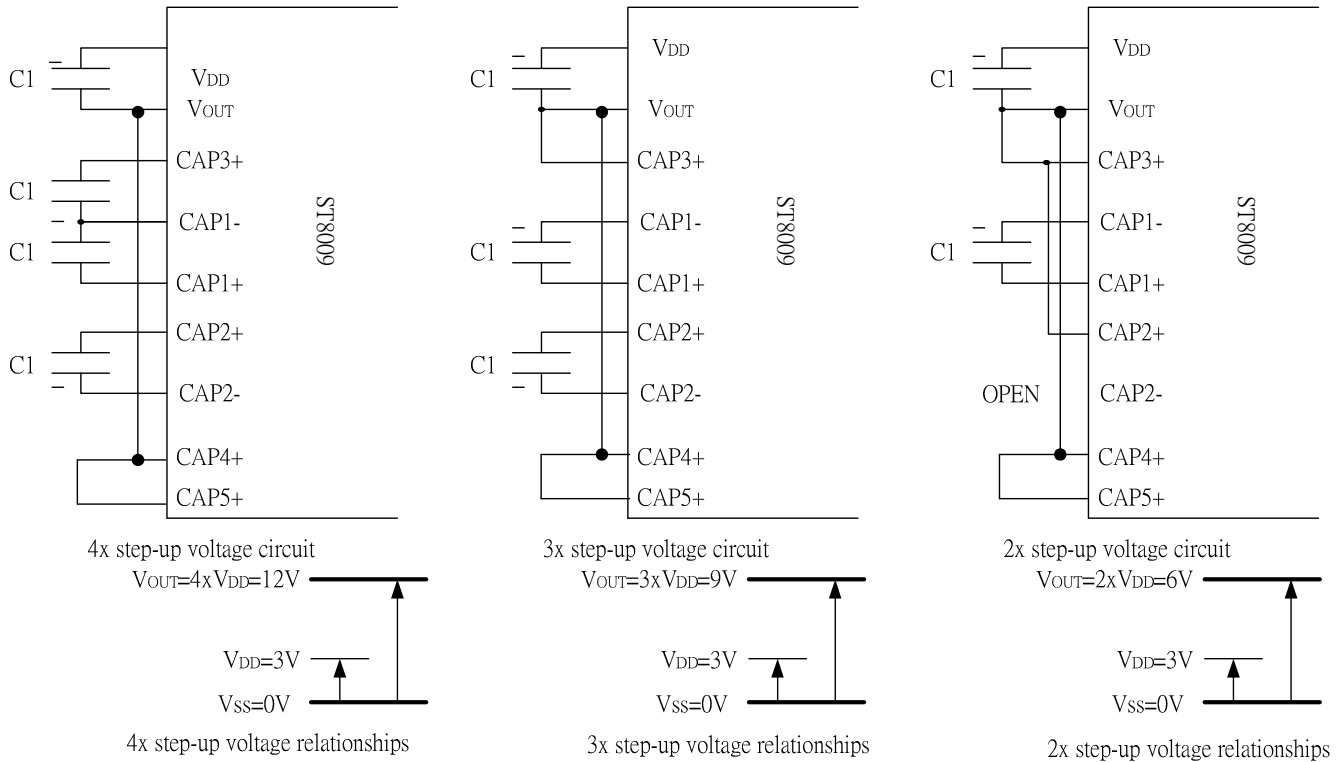 C1
VDD
VOUT
CAP3+
C1
CAP1-
C1
CAP1+
CAP2+
C1
CAP2-
CAP4+
CAP5+
ST8009
4x step-up voltage circuit
VOUT=4xVDD=12V
VDD=3V
VSS=0V
4x step-up voltage relationships
C1
VDD
VOUT
CAP3+
C1
CAP1-
CAP1+
CAP2+
C1
CAP2-
CAP4+
CAP5+
ST8009
3x step-up voltage circuit
VOUT=3xVDD=9V
VDD=3V
VSS=0V
3x step-up voltage relationships
C1
VDD
VOUT
CAP3+
C1
CAP1-
CAP1+
CAP2+
OPEN
CAP2-
CAP4+
CAP5+
ST8009
2x step-up voltage circuit
VOUT=2xVDD=6V
VDD=3V
VSS=0V
2x step-up voltage relationships